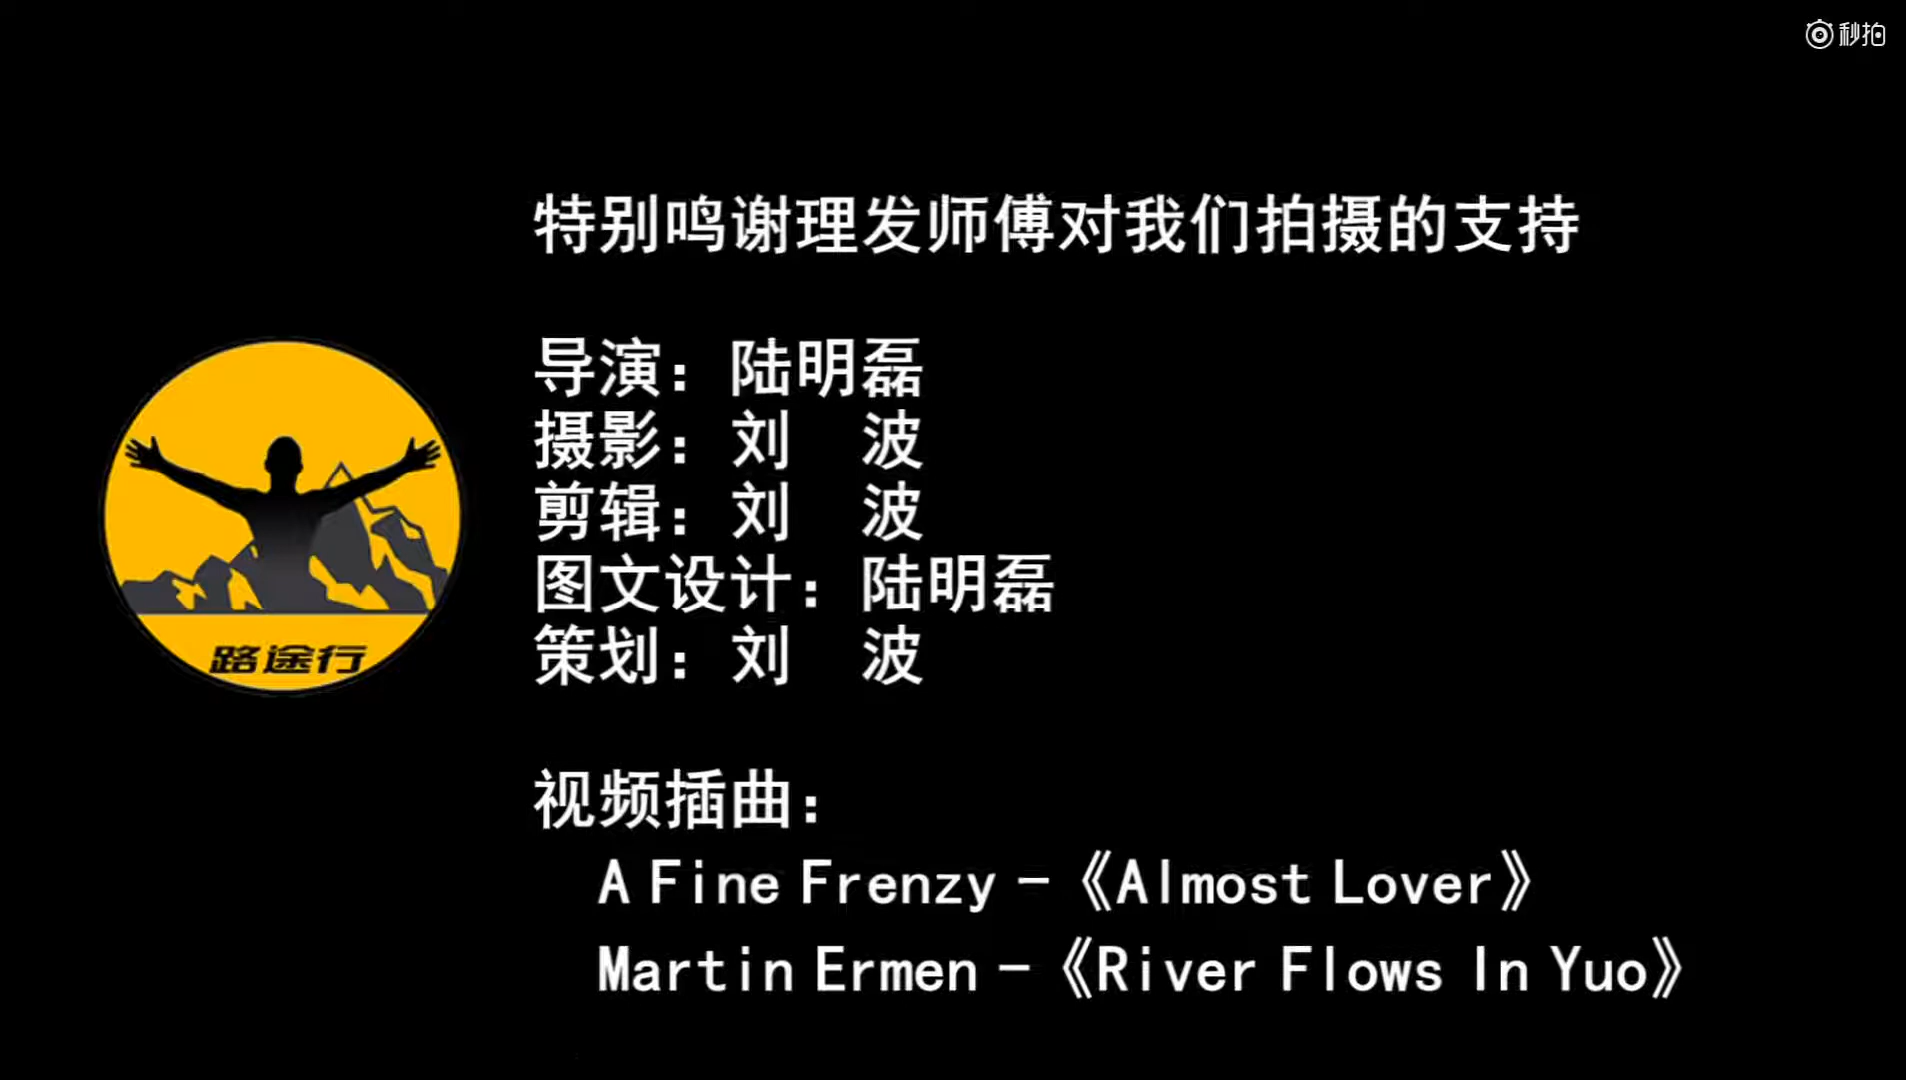 秒拍
特别鸣谢理发师傅对我们拍摄的支持
导演：陆明磊
摄影：刘　波
剪辑：刘　波
图文设计：陆明磊
策划：刘　波
路途行
视频插曲：
A Fine Frenzy - 《Almost Lover》
Martin Ermen - 《River Flows In Yuo》